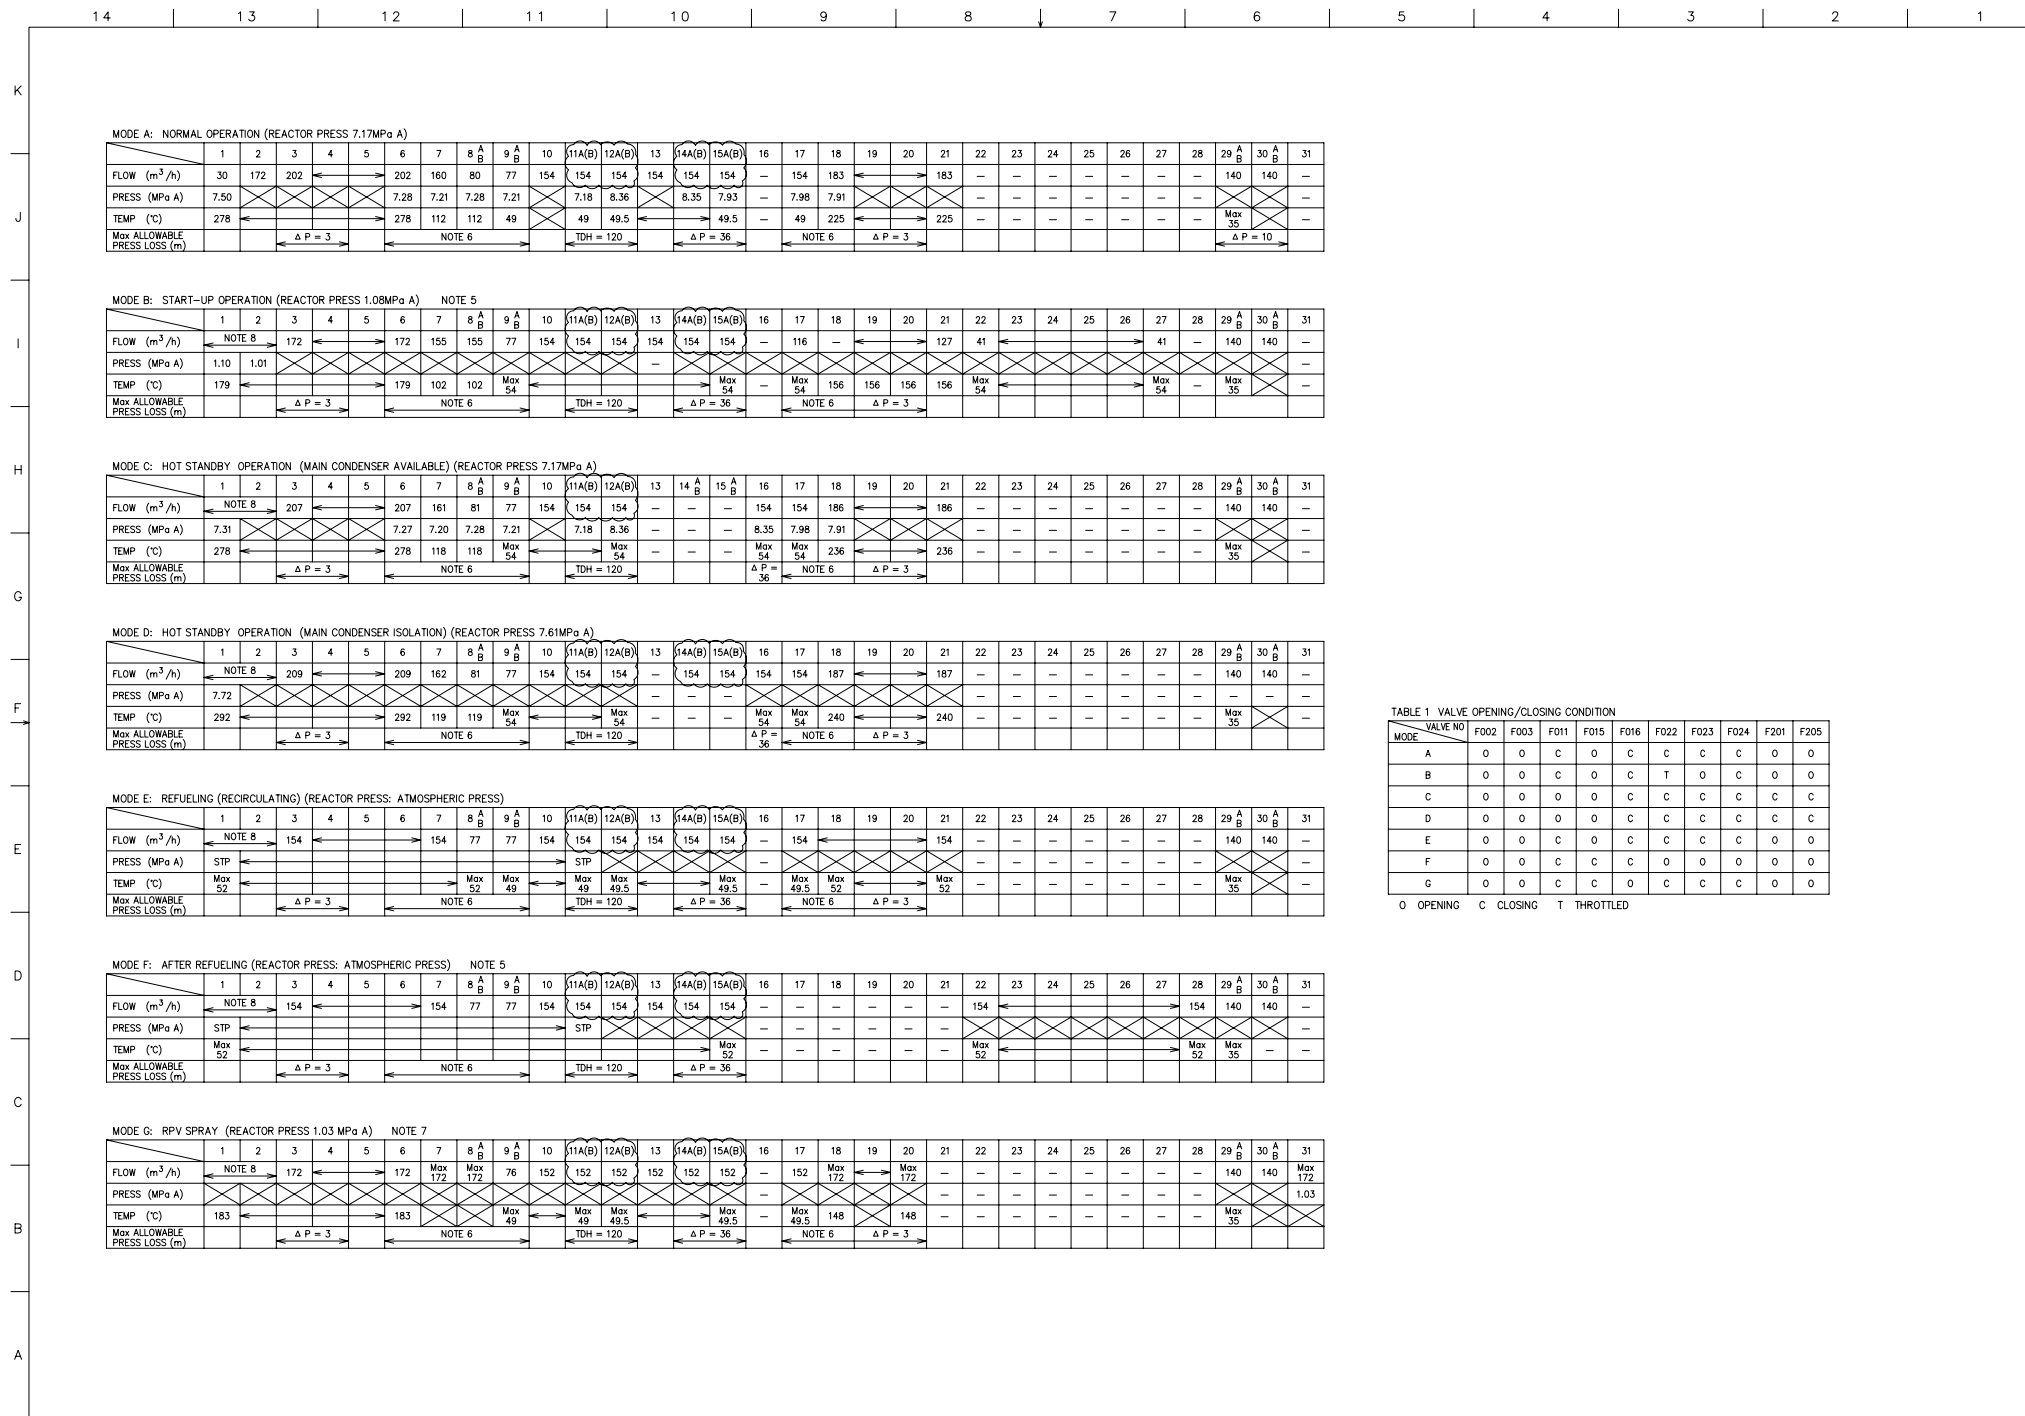 14 13 12 11 10 9 8 7 6 5 4 3 2 1
K
J
I
H
G
F
E
D
C
B
A
MODE A: NORMAL OPERATION (REACTOR PRESS 7.17MPa A)
1 2 3 4 5 6 7 8 A B 9 A B 10 11A(B) 12A(B) 13 14A(B) 15A(B) 16 17 18 19 20 21 22 23 24 25 26 27 28 29 A B 30 A B 31
FLOW (m³/h) 30 172 202 202 160 80 77 154 154 154 154 154 154 – 154 183 183 – – – – – – – 140 140 –
PRESS (MPa A) 7.50 7.28 7.21 7.28 7.21 7.18 8.36 8.35 7.93 – 7.98 7.91 – – – – – – – –
TEMP (℃) 278 278 112 112 49 49 49.5 49.5 – 49 225 225 – – – – – – – Max 35 –
Max ALLOWABLE PRESS LOSS (m) Δ P = 3 NOTE 6 TDH = 120 Δ P = 36 NOTE 6 Δ P = 3 Δ P = 10
MODE B: START–UP OPERATION (REACTOR PRESS 1.08MPa A) NOTE 5
1 2 3 4 5 6 7 8 A B 9 A B 10 11A(B) 12A(B) 13 14A(B) 15A(B) 16 17 18 19 20 21 22 23 24 25 26 27 28 29 A B 30 A B 31
FLOW (m³/h) NOTE 8 172 172 155 155 77 154 154 154 154 154 154 – 116 – 127 41 41 – 140 140 –
PRESS (MPa A) 1.10 1.01 – –
TEMP (℃) 179 179 102 102 Max 54 Max 54 – Max 54 156 156 156 156 Max 54 Max 54 – Max 35 –
Max ALLOWABLE PRESS LOSS (m) Δ P = 3 NOTE 6 TDH = 120 Δ P = 36 NOTE 6 Δ P = 3
MODE C: HOT STANDBY OPERATION (MAIN CONDENSER AVAILABLE) (REACTOR PRESS 7.17MPa A)
1 2 3 4 5 6 7 8 A B 9 A B 10 11A(B) 12A(B) 13 14 A B 15 A B 16 17 18 19 20 21 22 23 24 25 26 27 28 29 A B 30 A B 31
FLOW (m³/h) NOTE 8 207 207 161 81 77 154 154 154 – – – 154 154 186 186 – – – – – – – 140 140 –
PRESS (MPa A) 7.31 7.27 7.20 7.28 7.21 7.18 8.36 – – – 8.35 7.98 7.91 – – – – – – – –
TEMP (℃) 278 278 118 118 Max 54 Max 54 – – – Max 54 Max 54 236 236 – – – – – – – Max 35 –
Max ALLOWABLE PRESS LOSS (m) Δ P = 3 NOTE 6 TDH = 120 Δ P = 36 NOTE 6 Δ P = 3
MODE D: HOT STANDBY OPERATION (MAIN CONDENSER ISOLATION) (REACTOR PRESS 7.61MPa A)
1 2 3 4 5 6 7 8 A B 9 A B 10 11A(B) 12A(B) 13 14A(B) 15A(B) 16 17 18 19 20 21 22 23 24 25 26 27 28 29 A B 30 A B 31
FLOW (m³/h) NOTE 8 209 209 162 81 77 154 154 154 – 154 154 154 154 187 187 – – – – – – – 140 140 –
PRESS (MPa A) 7.72 – – – – – – – – – – – – –
TEMP (℃) 292 292 119 119 Max 54 Max 54 – – – Max 54 Max 54 240 240 – – – – – – – Max 35 –
Max ALLOWABLE PRESS LOSS (m) Δ P = 3 NOTE 6 TDH = 120 Δ P = 36 NOTE 6 Δ P = 3
TABLE 1 VALVE OPENING/CLOSING CONDITION
MODE VALVE NO F002 F003 F011 F015 F016 F022 F023 F024 F201 F205
A O O C O C C C C O O
B O O C O C T O C O O
C O O O O C C C C C C
D O O O O C C C C C C
E O O C O C C C C O O
F O O C C C O O O O O
G O O C C O C C C O O
O OPENING C CLOSING T THROTTLED
MODE E: REFUELING (RECIRCULATING) (REACTOR PRESS: ATMOSPHERIC PRESS)
1 2 3 4 5 6 7 8 A B 9 A B 10 11A(B) 12A(B) 13 14A(B) 15A(B) 16 17 18 19 20 21 22 23 24 25 26 27 28 29 A B 30 A B 31
FLOW (m³/h) NOTE 8 154 154 77 77 154 154 154 154 154 154 – 154 154 – – – – – – – 140 140 –
PRESS (MPa A) STP STP – – – – – – – – –
TEMP (℃) Max 52 Max 52 Max 49 Max 49 Max 49.5 Max 49.5 – Max 49.5 Max 52 Max 52 – – – – – – – Max 35 –
Max ALLOWABLE PRESS LOSS (m) Δ P = 3 NOTE 6 TDH = 120 Δ P = 36 NOTE 6 Δ P = 3
MODE F: AFTER REFUELING (REACTOR PRESS: ATMOSPHERIC PRESS) NOTE 5
1 2 3 4 5 6 7 8 A B 9 A B 10 11A(B) 12A(B) 13 14A(B) 15A(B) 16 17 18 19 20 21 22 23 24 25 26 27 28 29 A B 30 A B 31
FLOW (m³/h) NOTE 8 154 154 77 77 154 154 154 154 154 154 – – – – – – 154 154 140 140 –
PRESS (MPa A) STP STP – – – – – – –
TEMP (℃) Max 52 Max 52 – – – – – – Max 52 Max 52 Max 35 – –
Max ALLOWABLE PRESS LOSS (m) Δ P = 3 NOTE 6 TDH = 120 Δ P = 36
MODE G: RPV SPRAY (REACTOR PRESS 1.03 MPa A) NOTE 7
1 2 3 4 5 6 7 8 A B 9 A B 10 11A(B) 12A(B) 13 14A(B) 15A(B) 16 17 18 19 20 21 22 23 24 25 26 27 28 29 A B 30 A B 31
FLOW (m³/h) NOTE 8 172 172 Max 172 Max 172 76 152 152 152 152 152 152 – 152 Max 172 Max 172 – – – – – – – – 140 140 Max 172
PRESS (MPa A) – – – – – – – – – 1.03
TEMP (℃) 183 183 Max 49 Max 49 Max 49.5 Max 49.5 – Max 49.5 148 148 – – – – – – – – Max 35
Max ALLOWABLE PRESS LOSS (m) Δ P = 3 NOTE 6 TDH = 120 Δ P = 36 NOTE 6 Δ P = 3